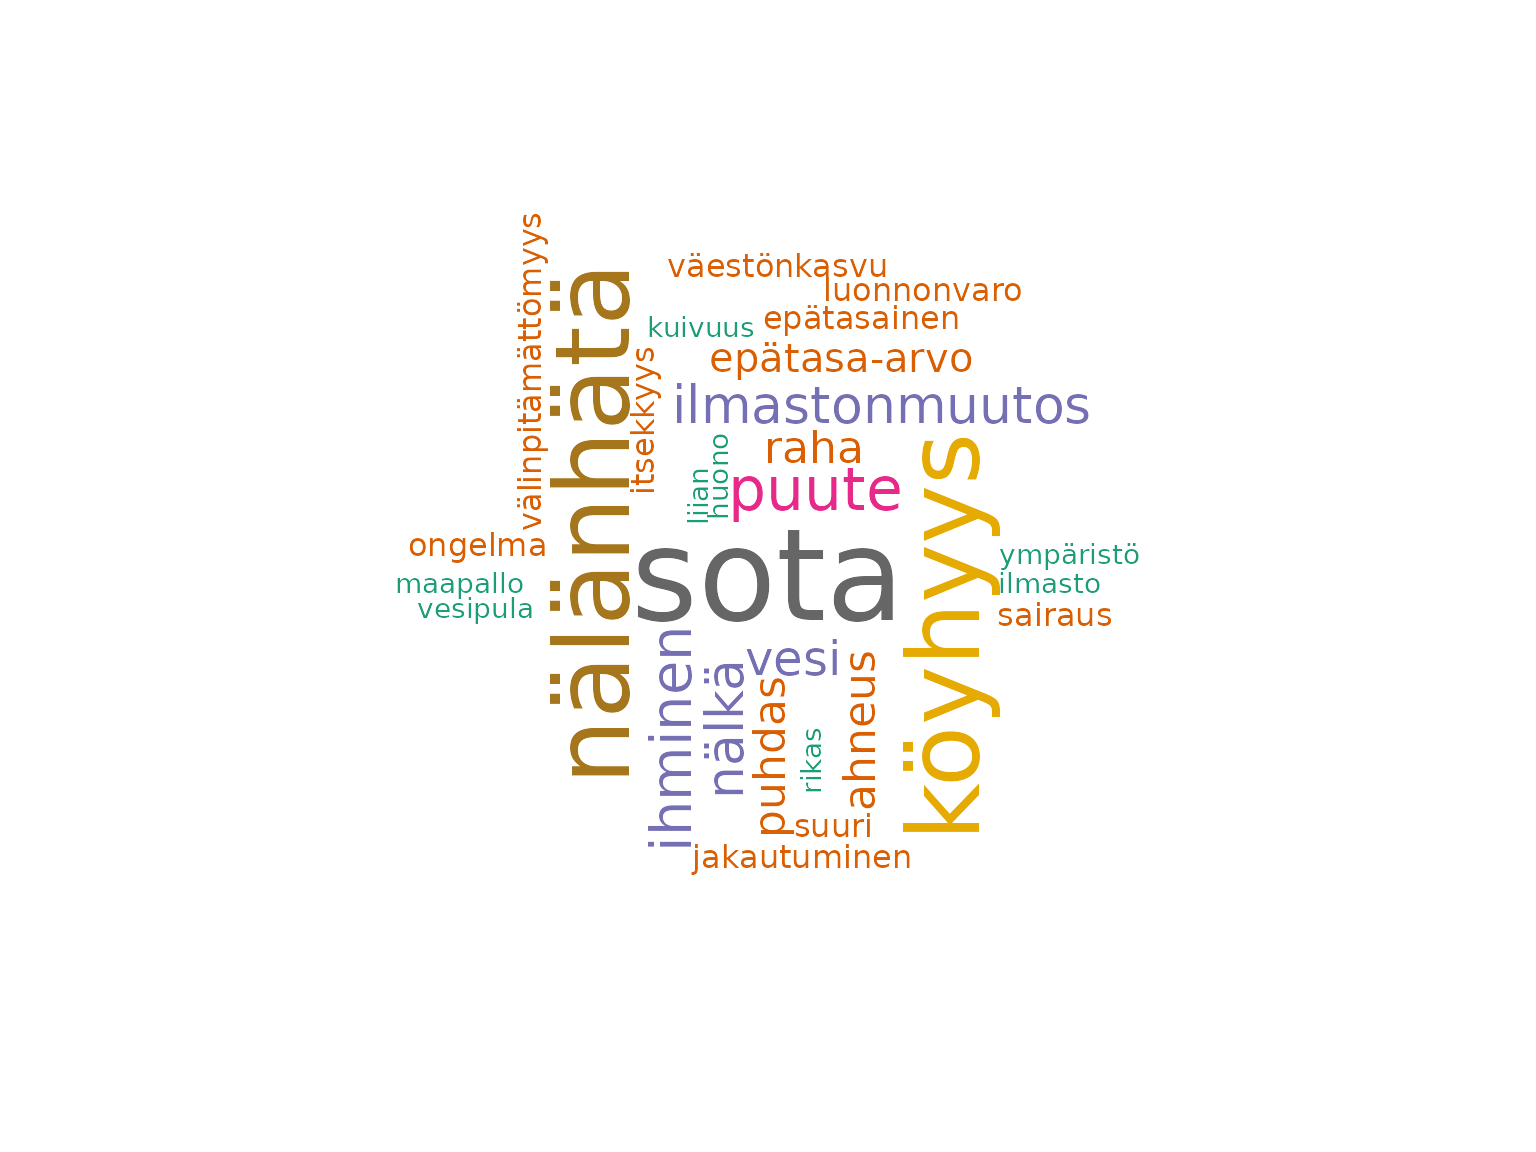 välinpitämättömyys
väestönkasvu
luonnonvaro
nälänhätä
kuivuus
epätasainen
itsekkyys
epätasa-arvo
ilmastonmuutos
raha
liian
huono
puute
köyhyys
ongelma
sota
ympäristö
maapallo
ilmasto
vesipula
sairaus
ihminen
nälkä
vesi
puhdas
rikas
ahneus
suuri
jakautuminen